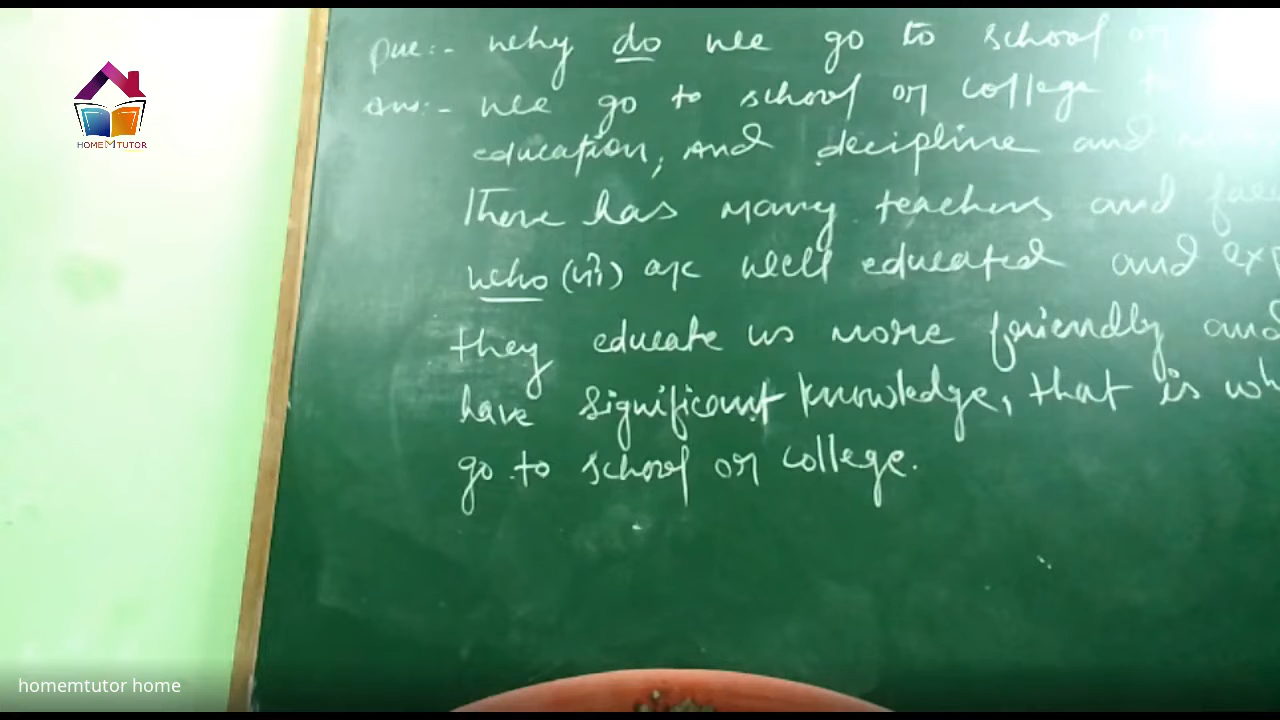 Que:- why do we go to school or
Ans:- we go to school or college
education, and decipline and
There has many teachers and
who are well educated and
they educate us more friendly and
have significant knowledge, that is
go to school or college.
HOMEMTUTOR
homemtutor home